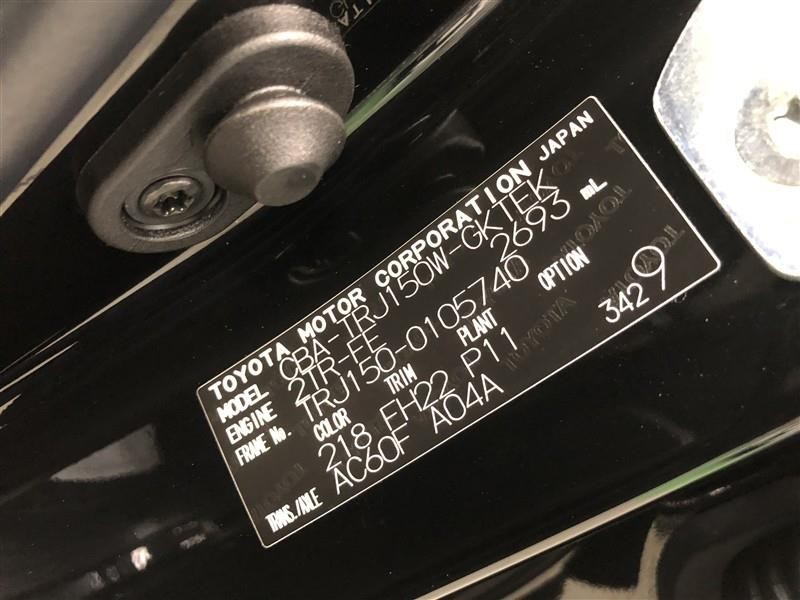 TOYOTA MOTOR CORPORATION JAPAN
MODEL CBA-TRJ150W-GKTEK
ENGINE 2TR-FE 2693 mL
FRAME No. TRJ150-0105740
COLOR TRIM PLANT OPTION
218 FH22 P11
TRANS./AXLE AC60F A04A
3429